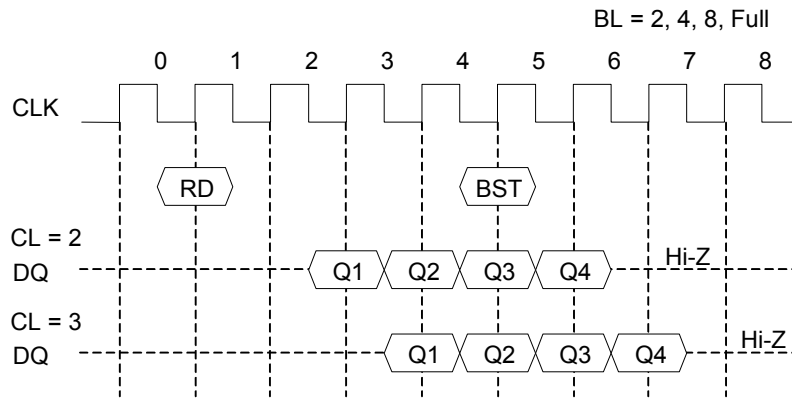 BL = 2, 4, 8, Full
0 1 2 3 4 5 6 7 8
CLK
RD BST
CL = 2
DQ Q1 Q2 Q3 Q4 Hi-Z
CL = 3
DQ Q1 Q2 Q3 Q4 Hi-Z